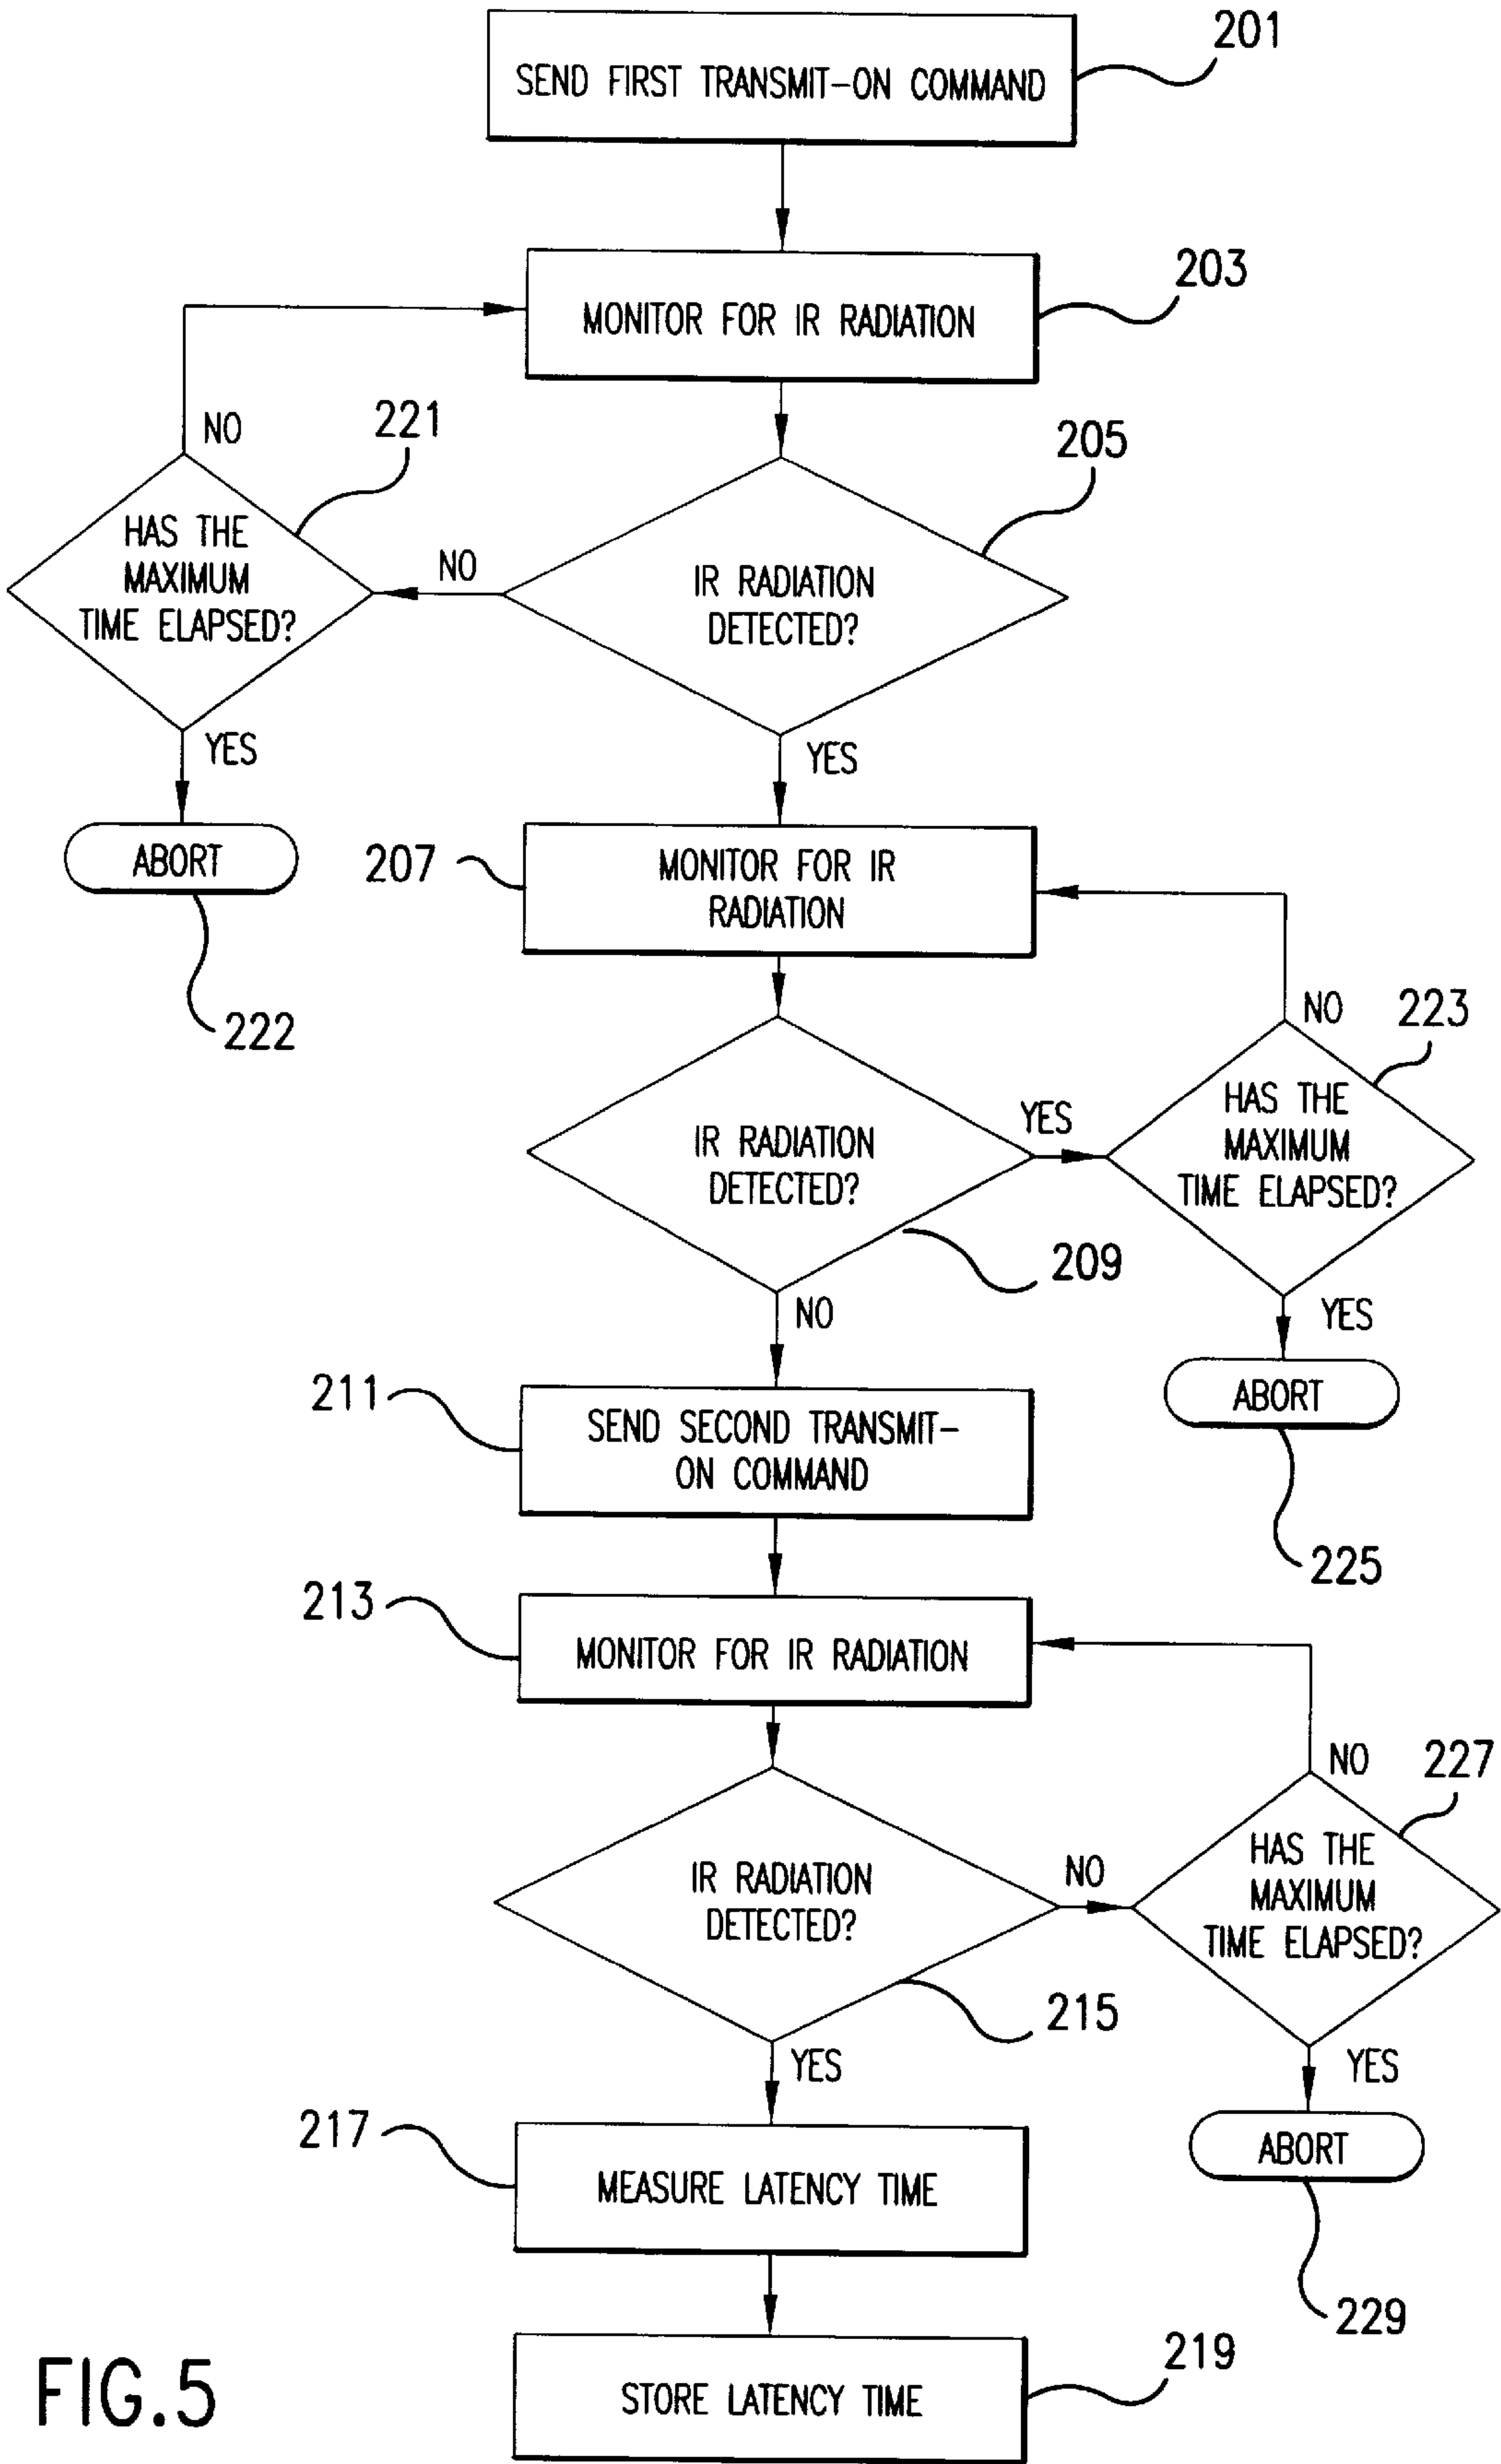 201
SEND FIRST TRANSMIT-ON COMMAND
203
MONITOR FOR IR RADIATION
NO
221
205
HAS THE
MAXIMUM
TIME ELAPSED?
NO
IR RADIATION
DETECTED?
YES
YES
ABORT
222
207
MONITOR FOR IR
RADIATION
NO
223
IR RADIATION
DETECTED?
YES
HAS THE
MAXIMUM
TIME ELAPSED?
209
NO
YES
ABORT
225
211
SEND SECOND TRANSMIT-
ON COMMAND
213
MONITOR FOR IR RADIATION
NO
227
IR RADIATION
DETECTED?
NO
HAS THE
MAXIMUM
TIME ELAPSED?
215
YES
YES
ABORT
229
217
MEASURE LATENCY TIME
219
STORE LATENCY TIME
FIG.5